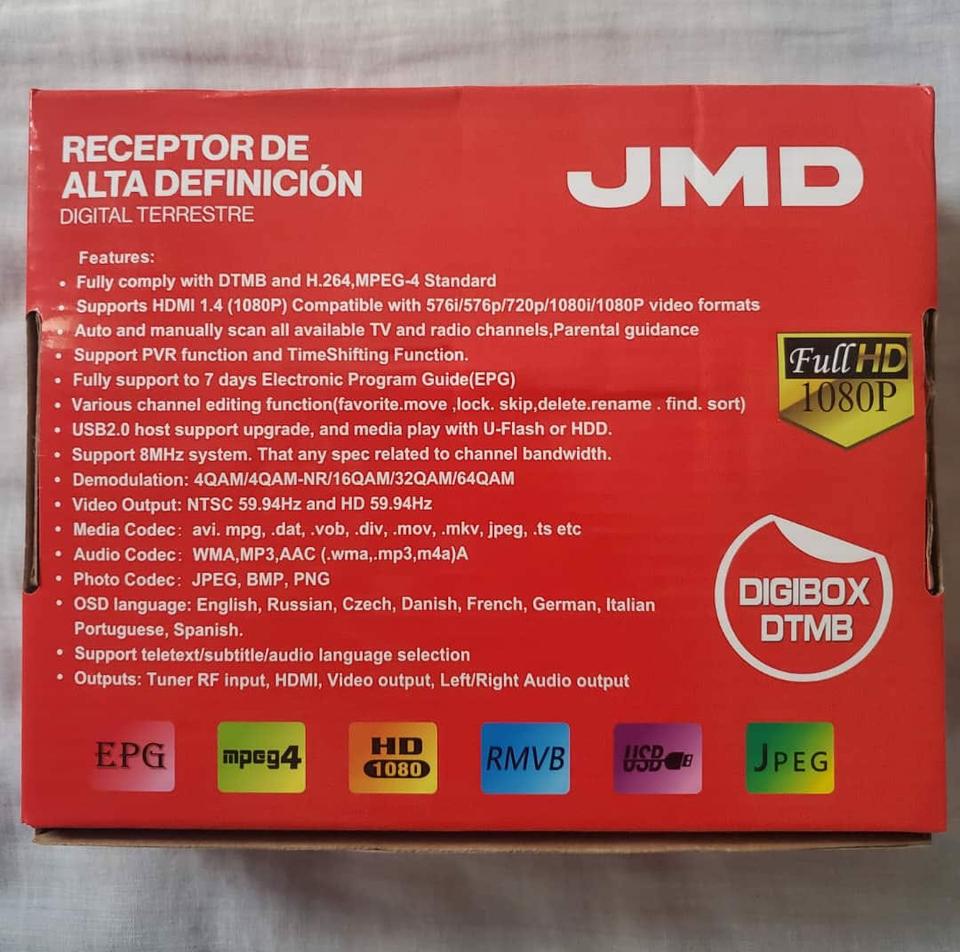 RECEPTOR DE
ALTA DEFINICIÓN
DIGITAL TERRESTRE
JMD
Features:
• Fully comply with DTMB and H.264,MPEG-4 Standard
• Supports HDMI 1.4 (1080P) Compatible with 576i/576p/720p/1080i/1080P video formats
• Auto and manually scan all available TV and radio channels,Parental guidance
• Support PVR function and TimeShifting Function.
• Fully support to 7 days Electronic Program Guide(EPG)
• Various channel editing function(favorite.move ,lock. skip,delete.rename . find. sort)
• USB2.0 host support upgrade, and media play with U-Flash or HDD.
• Support 8MHz system. That any spec related to channel bandwidth.
• Demodulation: 4QAM/4QAM-NR/16QAM/32QAM/64QAM
• Video Output: NTSC 59.94Hz and HD 59.94Hz
• Media Codec: avi. mpg, .dat, .vob, .div, .mov, .mkv, jpeg, .ts etc
• Audio Codec: WMA,MP3,AAC (.wma,.mp3,m4a)A
• Photo Codec: JPEG, BMP, PNG
• OSD language: English, Russian, Czech, Danish, French, German, Italian
Portuguese, Spanish.
• Support teletext/subtitle/audio language selection
• Outputs: Tuner RF input, HDMI, Video output, Left/Right Audio output
Full HD
1080P
DIGIBOX
DTMB
EPG
mpeg4
HD
1080
RMVB
USB
JPEG